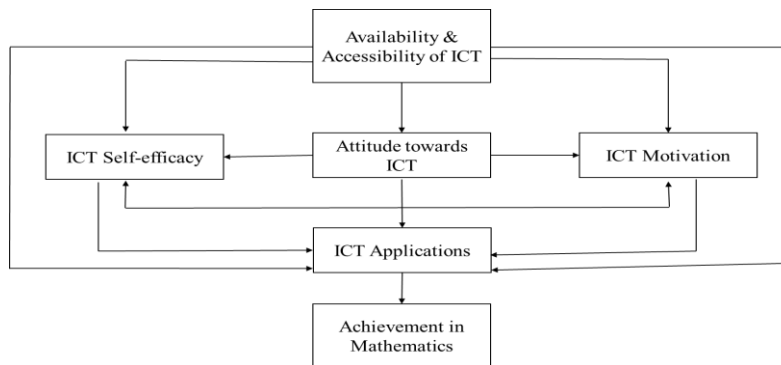 Availability &
Accessibility of ICT
ICT Self-efficacy
Attitude towards
ICT
ICT Motivation
ICT Applications
Achievement in
Mathematics